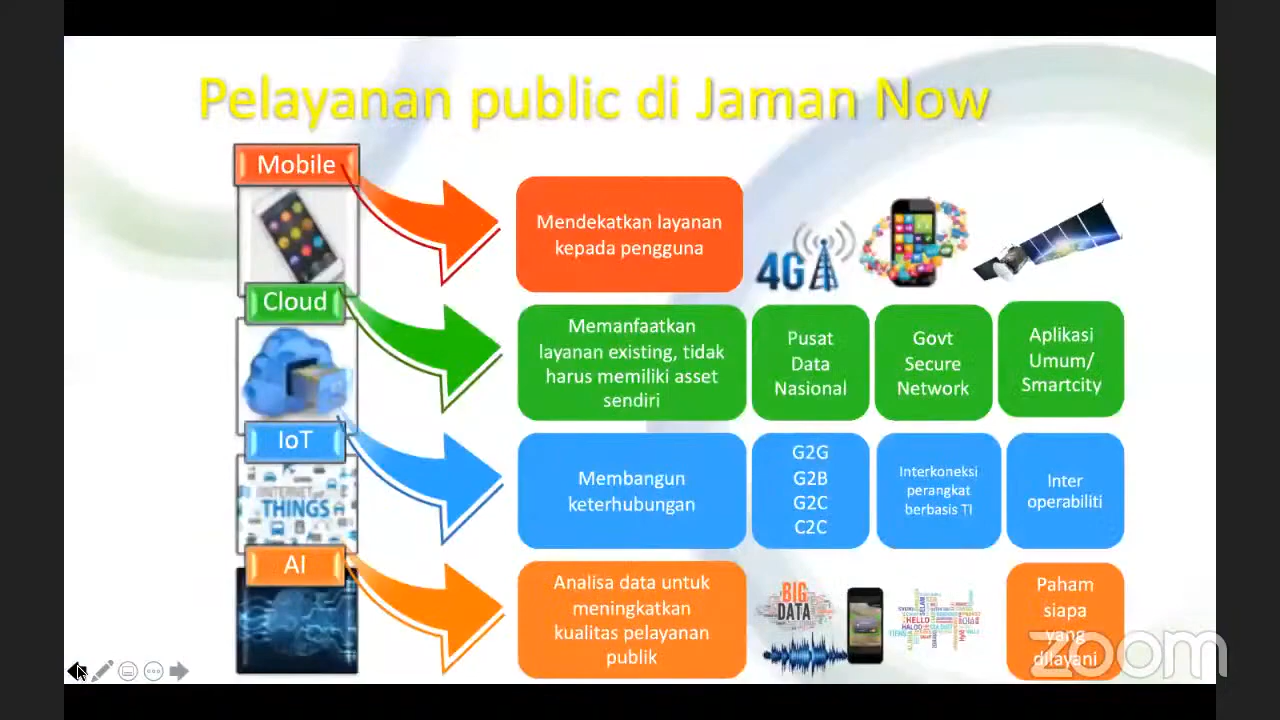 Pelayanan public di Jaman Now
Mobile
Mendekatkan layanan
kepada pengguna
4G
Cloud
Memanfaatkan
layanan existing, tidak
harus memiliki asset
sendiri
Pusat
Data
Nasional
Govt
Secure
Network
Aplikasi
Umum/
Smartcity
IoT
INTERNET
THINGS
Membangun
keterhubungan
G2G
G2B
G2C
C2C
Interkoneksi
perangkat
berbasis TI
Inter
operabiliti
AI
Analisa data untuk
meningkatkan
kualitas pelayanan
publik
BIG
DATA
HELLO
Paham
siapa
yang
dilayani
zoom